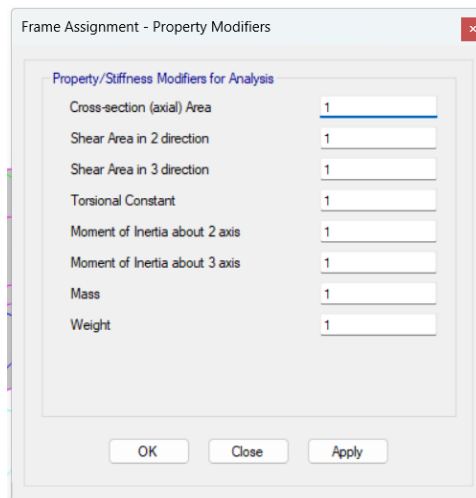 Frame Assignment - Property Modifiers
Property/Stiffness Modifiers for Analysis
Cross-section (axial) Area 1
Shear Area in 2 direction 1
Shear Area in 3 direction 1
Torsional Constant 1
Moment of Inertia about 2 axis 1
Moment of Inertia about 3 axis 1
Mass 1
Weight 1
OK Close Apply